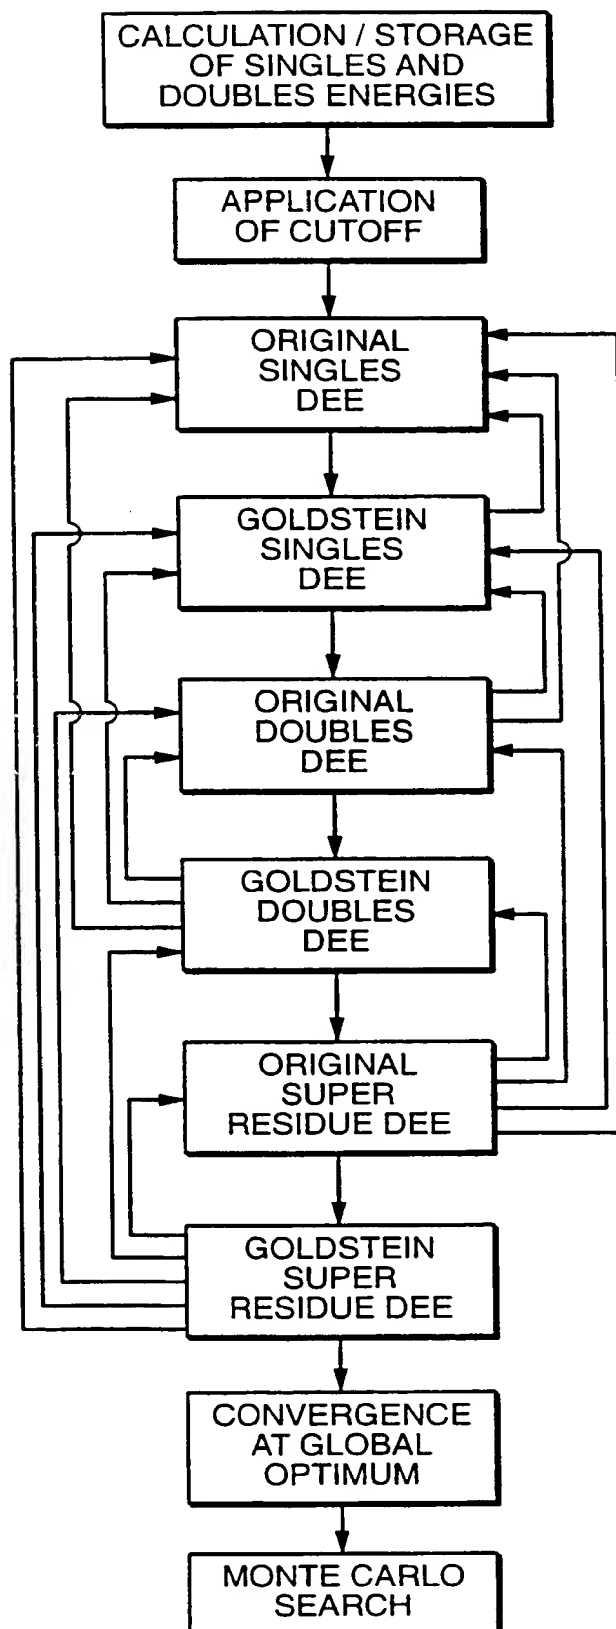 CALCULATION / STORAGE
OF SINGLES AND
DOUBLES ENERGIES
APPLICATION
OF CUTOFF
ORIGINAL
SINGLES
DEE
GOLDSTEIN
SINGLES
DEE
ORIGINAL
DOUBLES
DEE
GOLDSTEIN
DOUBLES
DEE
ORIGINAL
SUPER
RESIDUE DEE
GOLDSTEIN
SUPER
RESIDUE DEE
CONVERGENCE
AT GLOBAL
OPTIMUM
MONTE CARLO
SEARCH